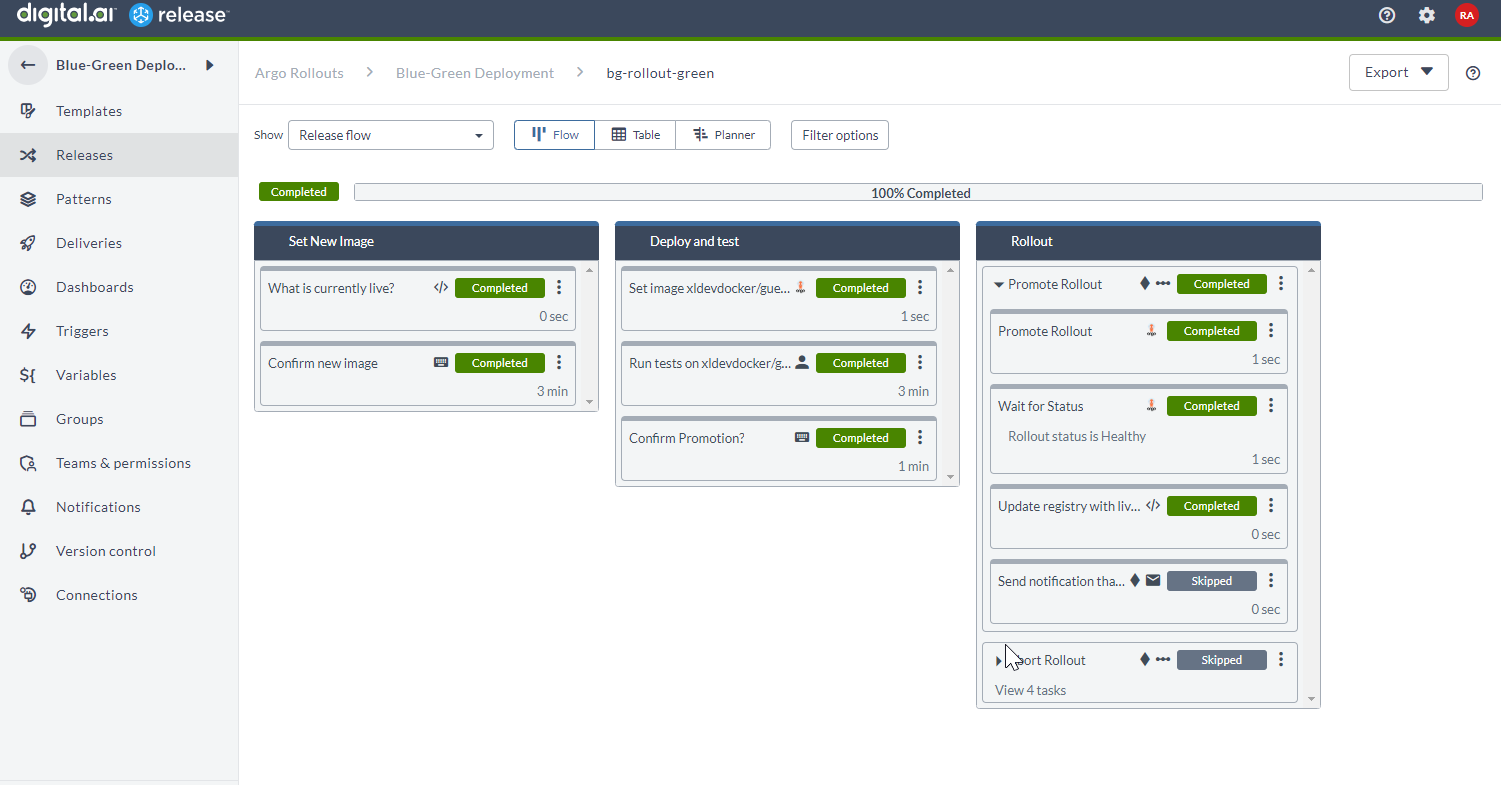 digital.ai release™
RA
Blue-Green Deplo...
Templates
Releases
Patterns
Deliveries
Dashboards
Triggers
Variables
Groups
Teams & permissions
Notifications
Version control
Connections
Argo Rollouts > Blue-Green Deployment > bg-rollout-green
Export
Show Release flow Flow Table Planner Filter options
Completed 100% Completed
Set New Image
What is currently live? </> Completed
0 sec
Confirm new image Completed
3 min
Deploy and test
Set image xldevdocker/gue... Completed
1 sec
Run tests on xldevdocker/g... Completed
3 min
Confirm Promotion? Completed
1 min
Rollout
Promote Rollout Completed
Promote Rollout Completed
1 sec
Wait for Status Completed
Rollout status is Healthy
1 sec
Update registry with liv... </> Completed
0 sec
Send notification tha... Skipped
0 sec
Rollout Skipped
View 4 tasks